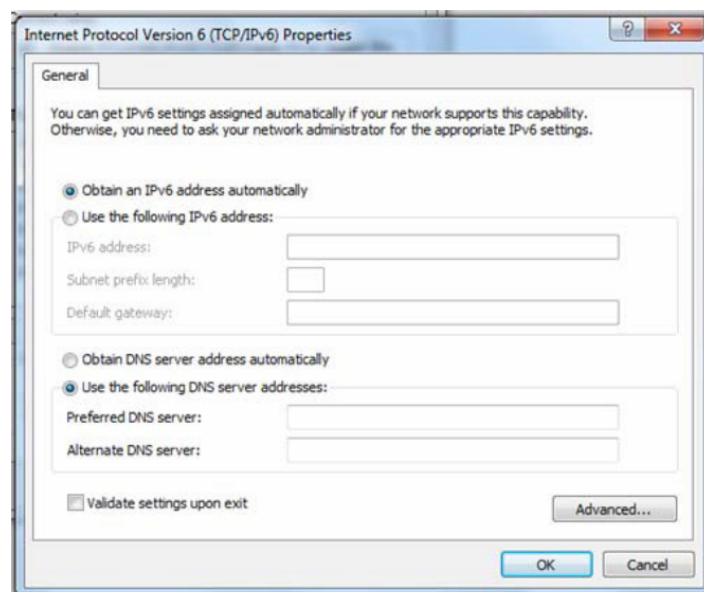 Internet Protocol Version 6 (TCP/IPv6) Properties
General
You can get IPv6 settings assigned automatically if your network supports this capability.
Otherwise, you need to ask your network administrator for the appropriate IPv6 settings.
Obtain an IPv6 address automatically
Use the following IPv6 address:
IPv6 address:
Subnet prefix length:
Default gateway:
Obtain DNS server address automatically
Use the following DNS server addresses:
Preferred DNS server:
Alternate DNS server:
Validate settings upon exit
Advanced...
OK
Cancel